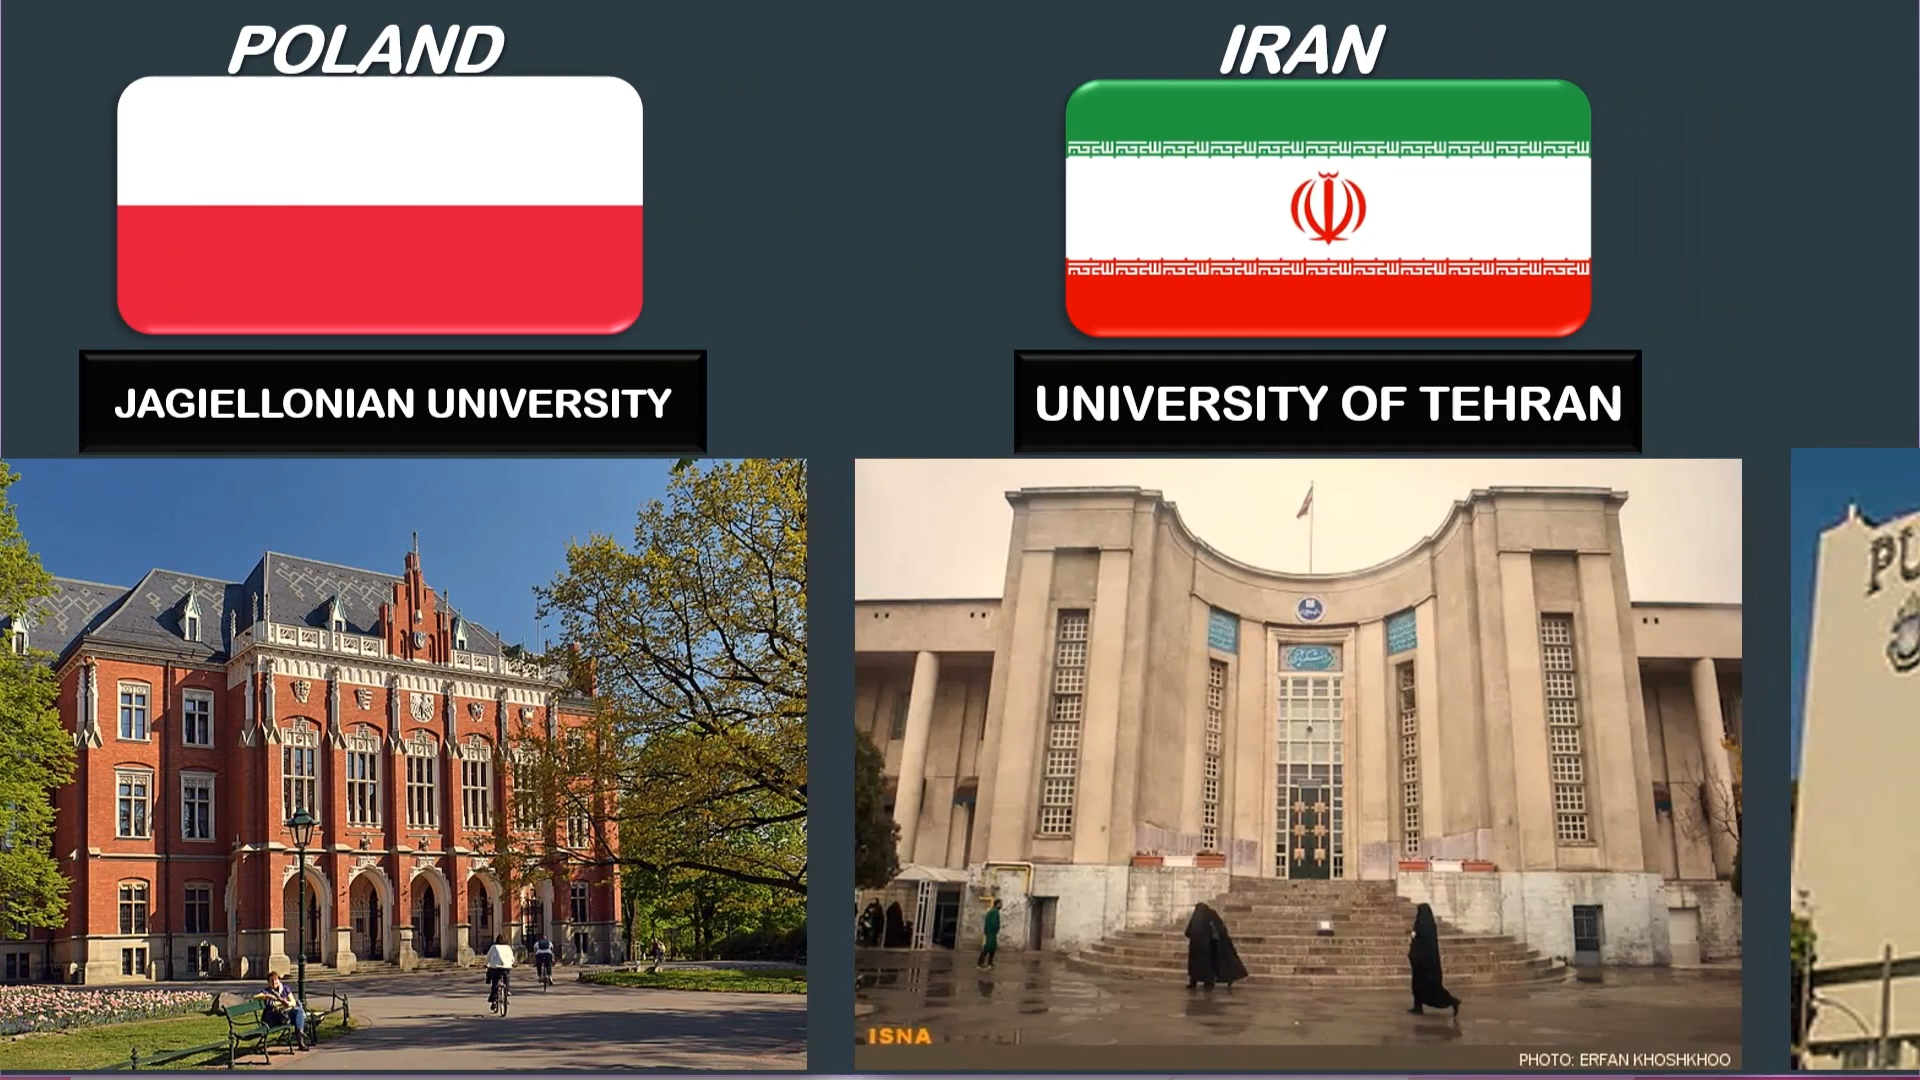 POLAND
IRAN
JAGIELLONIAN UNIVERSITY
UNIVERSITY OF TEHRAN
ISNA
PHOTO: ERFAN KHOSHKHOO